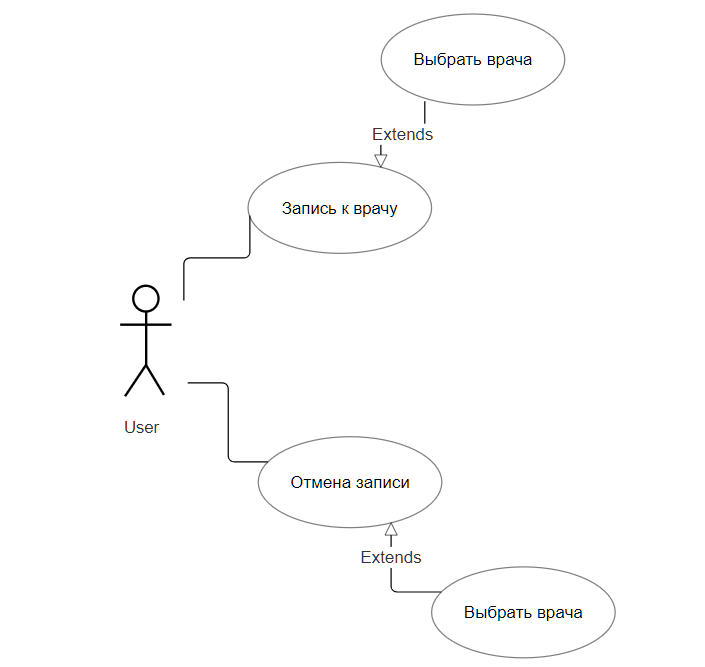 Выбрать врача
Extends
Запись к врачу
User
Отмена записи
Extends
Выбрать врача